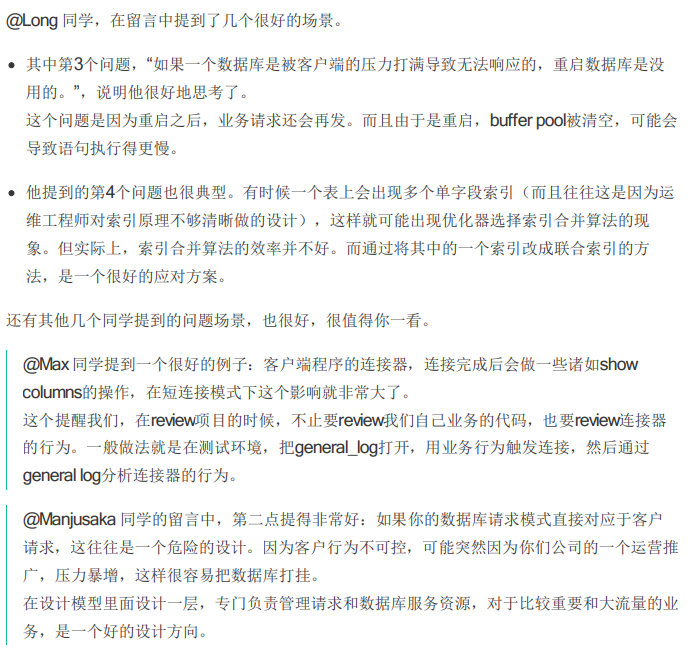 @Long 同学，在留言中提到了几个很好的场景。
其中第3个问题，“如果一个数据库是被客户端的压力打满导致无法响应的，重启数据库是没
用的。”，说明他很好地思考了。
这个问题是因为重启之后，业务请求还会再发。而且由于是重启，buffer pool被清空，可能会
导致语句执行得更慢。
他提到的第4个问题也很典型。有时候一个表上会出现多个单字段索引（而且往往这是因为运
维工程师对索引原理不够清晰做的设计），这样就可能出现优化器选择索引合并算法的现
象。但实际上，索引合并算法的效率并不好。而通过将其中的一个索引改成联合索引的方
法，是一个很好的应对方案。
还有其他几个同学提到的问题场景，也很好，很值得你一看。
@Max 同学提到一个很好的例子：客户端程序的连接器，连接完成后会做一些诸如show
columns的操作，在短连接模式下这个影响就非常大了。
这个提醒我们，在review项目的时候，不止要review我们自己业务的代码，也要review连接器
的行为。一般做法就是在测试环境，把general_log打开，用业务行为触发连接，然后通过
general log分析连接器的行为。
@Manjusaka 同学的留言中，第二点提得非常好：如果你的数据库请求模式直接对应于客户
请求，这往往是一个危险的设计。因为客户行为不可控，可能突然因为你们公司的一个运营推
广，压力暴增，这样很容易把数据库打挂。
在设计模型里面设计一层，专门负责管理请求和数据库服务资源，对于比较重要和大流量的业
务，是一个好的设计方向。